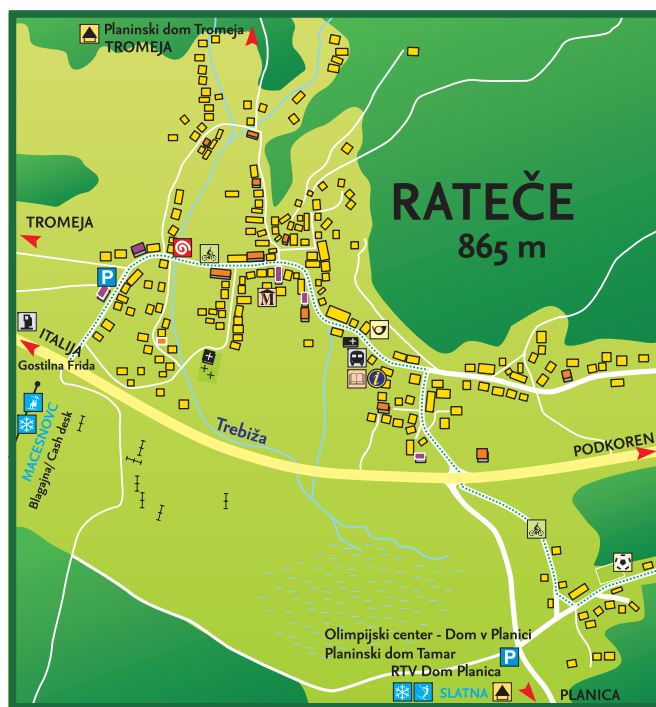 Planinski dom Tromeja
TROMEJA
RATEČE
865 m
TROMEJA
P
M
ITALIJA
Gostilna Frida
i
MACESNOVC
Blagajna/ Cash desk
Trebiža
PODKOREN
Olimpijski center - Dom v Planici
Planinski dom Tamar
P
RTV Dom Planica
SLATNA
PLANICA